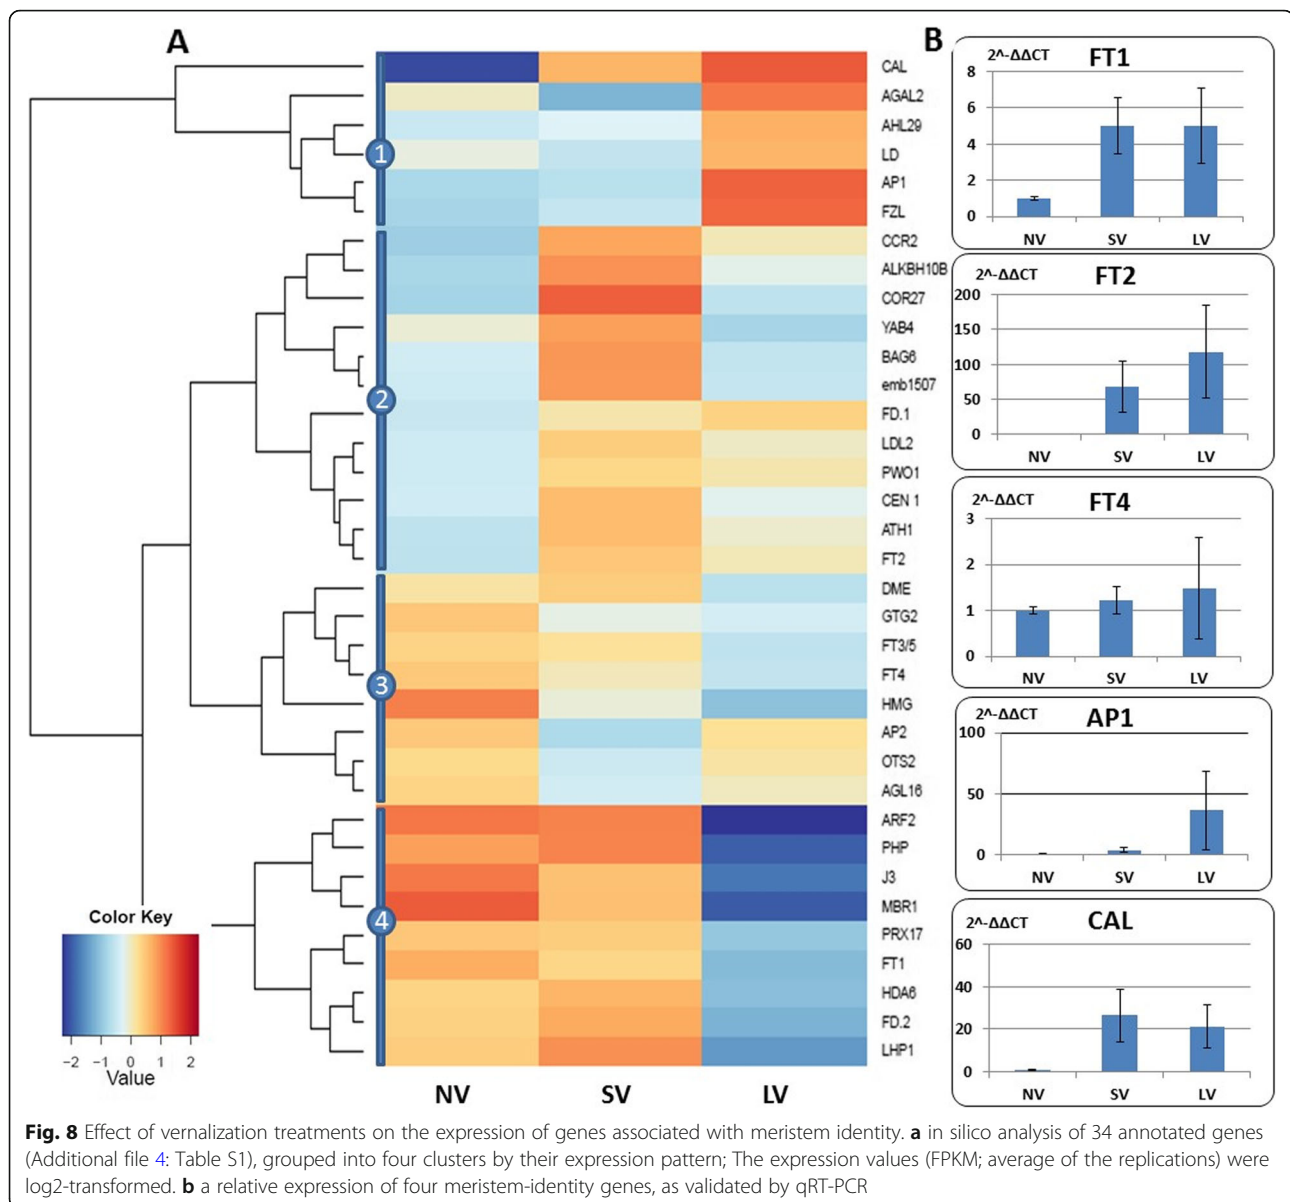 A
B
CAL
AGAL2
AHL29
LD
AP1
FZL
CCR2
ALKBH10B
COR27
YAB4
BAG6
emb1507
FD.1
LDL2
PWO1
CEN 1
ATH1
FT2
DME
GTG2
FT3/5
FT4
HMG
AP2
OTS2
AGL16
ARF2
PHP
J3
MBR1
PRX17
FT1
HDA6
FD.2
LHP1
1
2
3
4
NV SV LV
Color Key
−2 −1 0 1 2
Value
2^-ΔΔCT FT1
8
6
4
2
0
NV SV LV
2^-ΔΔCT FT2
200
150
100
50
0
NV SV LV
2^-ΔΔCT FT4
3
2
1
0
NV SV LV
2^-ΔΔCT AP1
100
50
0
NV SV LV
2^-ΔΔCT CAL
60
40
20
0
NV SV LV
Fig. 8 Effect of vernalization treatments on the expression of genes associated with meristem identity. a in silico analysis of 34 annotated genes
(Additional file 4: Table S1), grouped into four clusters by their expression pattern; The expression values (FPKM; average of the replications) were
log2-transformed. b a relative expression of four meristem-identity genes, as validated by qRT-PCR